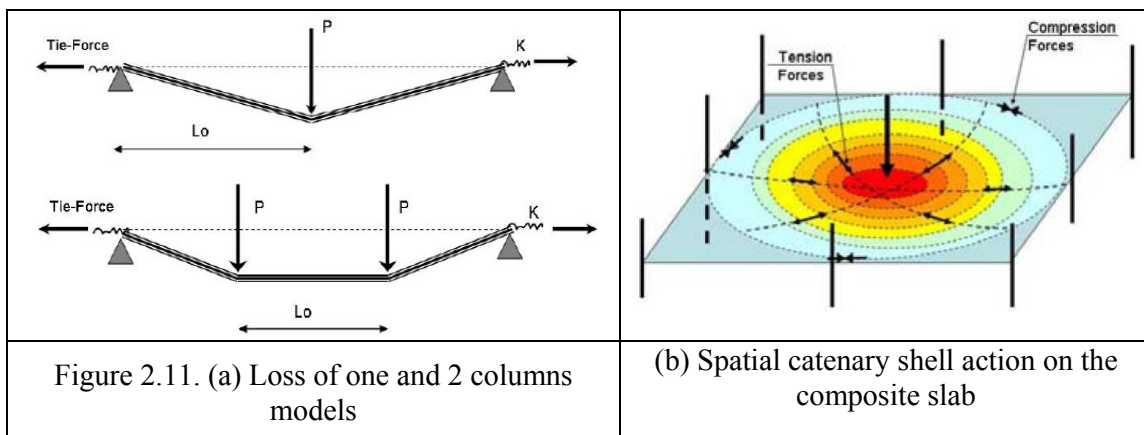 P
Tie-Force
K
Lo
Tie-Force
P
P
K
Lo
Compression
Forces
Tension
Forces
Figure 2.11. (a) Loss of one and 2 columns
models
(b) Spatial catenary shell action on the
composite slab